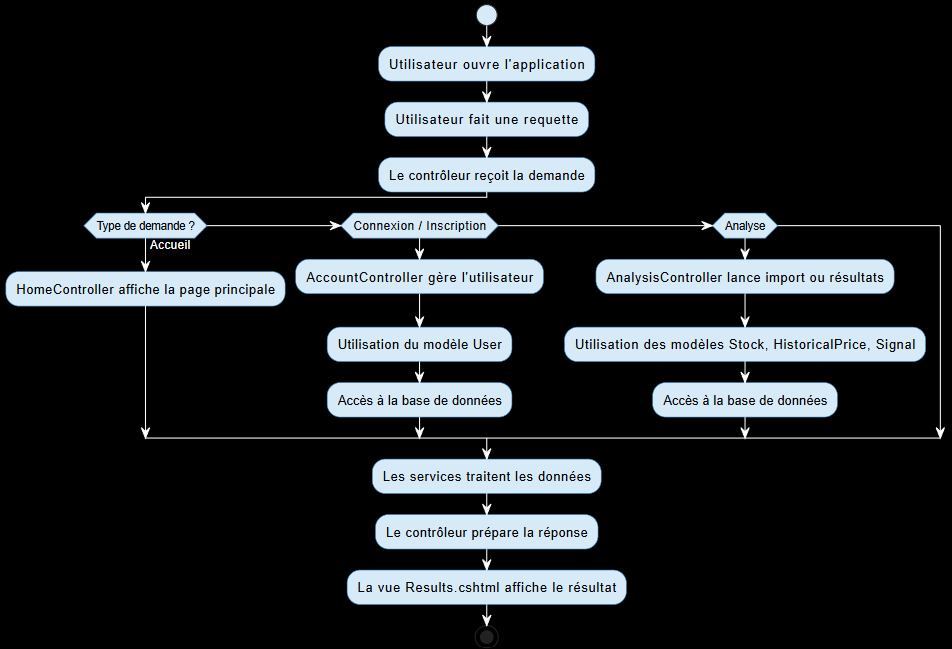 Utilisateur ouvre l'application
Utilisateur fait une requette
Le contrôleur reçoit la demande
Type de demande ?
Connexion / Inscription
Analyse
Accueil
HomeController affiche la page principale
AccountController gère l'utilisateur
AnalysisController lance import ou résultats
Utilisation du modèle User
Utilisation des modèles Stock, HistoricalPrice, Signal
Accès à la base de données
Accès à la base de données
Les services traitent les données
Le contrôleur prépare la réponse
La vue Results.cshtml affiche le résultat